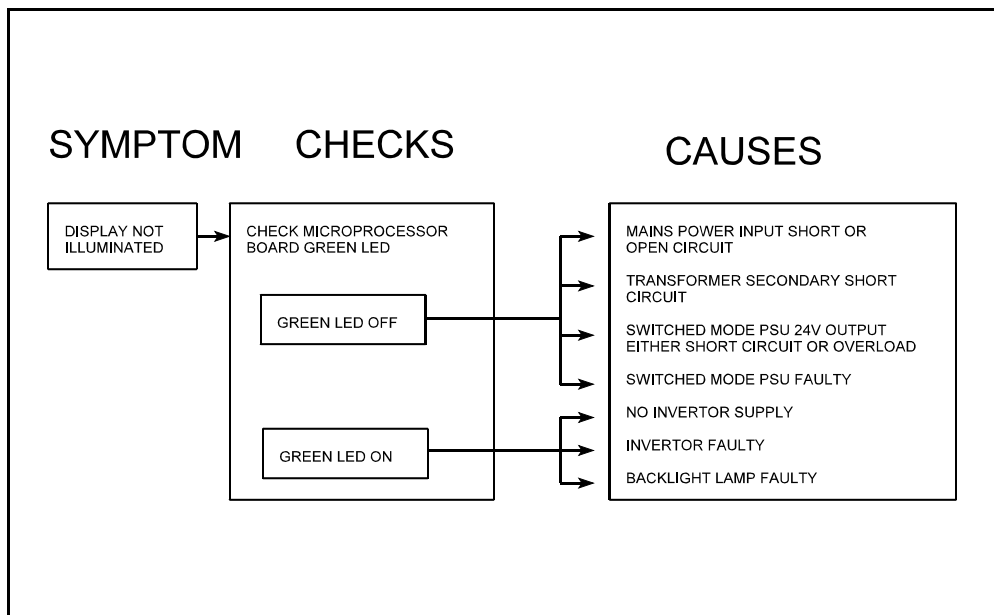 SYMPTOM
CHECKS
CAUSES
DISPLAY NOT
ILLUMINATED
CHECK MICROPROCESSOR
BOARD GREEN LED
GREEN LED OFF
GREEN LED ON
MAINS POWER INPUT SHORT OR
OPEN CIRCUIT
TRANSFORMER SECONDARY SHORT
CIRCUIT
SWITCHED MODE PSU 24V OUTPUT
EITHER SHORT CIRCUIT OR OVERLOAD
SWITCHED MODE PSU FAULTY
NO INVERTOR SUPPLY
INVERTOR FAULTY
BACKLIGHT LAMP FAULTY